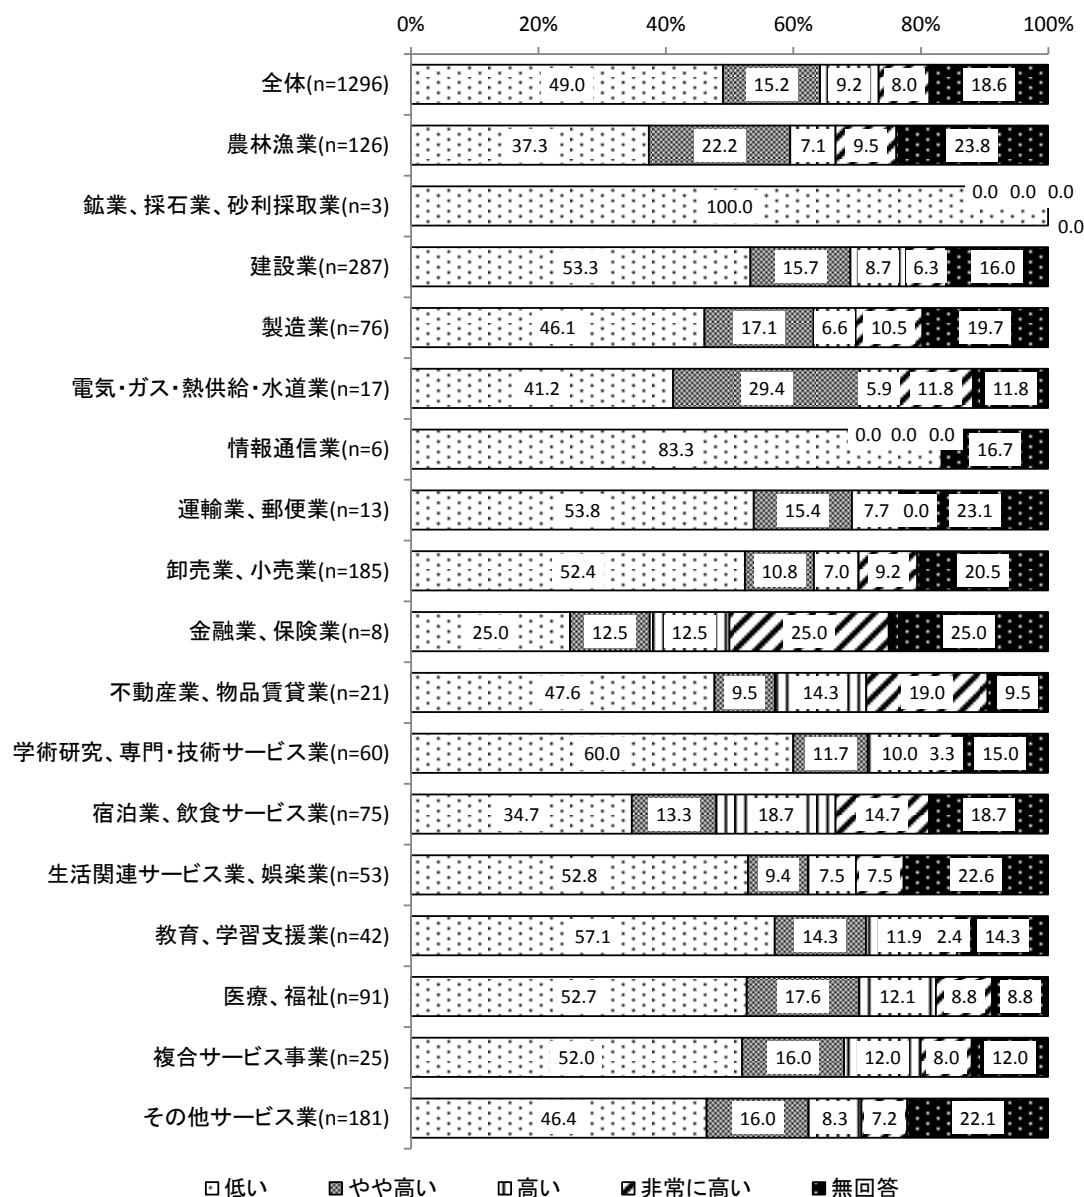 0% 20% 40% 60% 80% 100%
全体(n=1296) 49.0 15.2 9.2 8.0 18.6
農林漁業(n=126) 37.3 22.2 7.1 9.5 23.8
鉱業、採石業、砂利採取業(n=3) 100.0 0.0 0.0 0.0 0.0
建設業(n=287) 53.3 15.7 8.7 6.3 16.0
製造業(n=76) 46.1 17.1 6.6 10.5 19.7
電気・ガス・熱供給・水道業(n=17) 41.2 29.4 5.9 11.8 11.8
情報通信業(n=6) 83.3 0.0 0.0 0.0 16.7
運輸業、郵便業(n=13) 53.8 15.4 7.7 0.0 23.1
卸売業、小売業(n=185) 52.4 10.8 7.0 9.2 20.5
金融業、保険業(n=8) 25.0 12.5 12.5 25.0 25.0
不動産業、物品賃貸業(n=21) 47.6 9.5 14.3 19.0 9.5
学術研究、専門・技術サービス業(n=60) 60.0 11.7 10.0 3.3 15.0
宿泊業、飲食サービス業(n=75) 34.7 13.3 18.7 14.7 18.7
生活関連サービス業、娯楽業(n=53) 52.8 9.4 7.5 7.5 22.6
教育、学習支援業(n=42) 57.1 14.3 11.9 2.4 14.3
医療、福祉(n=91) 52.7 17.6 12.1 8.8 8.8
複合サービス事業(n=25) 52.0 16.0 12.0 8.0 12.0
その他サービス業(n=181) 46.4 16.0 8.3 7.2 22.1
低い やや高い 高い 非常に高い 無回答